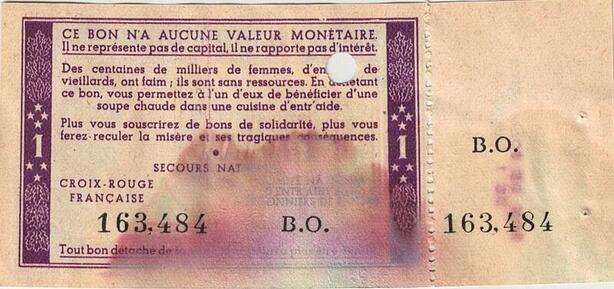 CE BON N'A AUCUNE VALEUR MONÉTAIRE.
Il ne représente pas de capital, il ne rapporte pas d'intérêt.
Des centaines de milliers de femmes, d'en de
vieillards, ont faim ; ils sont sans ressources. En achetant
ce bon, vous permettez à l'un d'eux de bénéficier d'une
soupe chaude dans une cuisine d'entr'aide.
Plus vous souscrirez de bons de solidarité, plus vous
ferez reculer la misère et ses tragiques conséquences.
SECOURS NAT
CROIX-ROUGE
FRANÇAISE
1
1
163,484 B.O.
Tout bon détaché de
B.O.
163,484